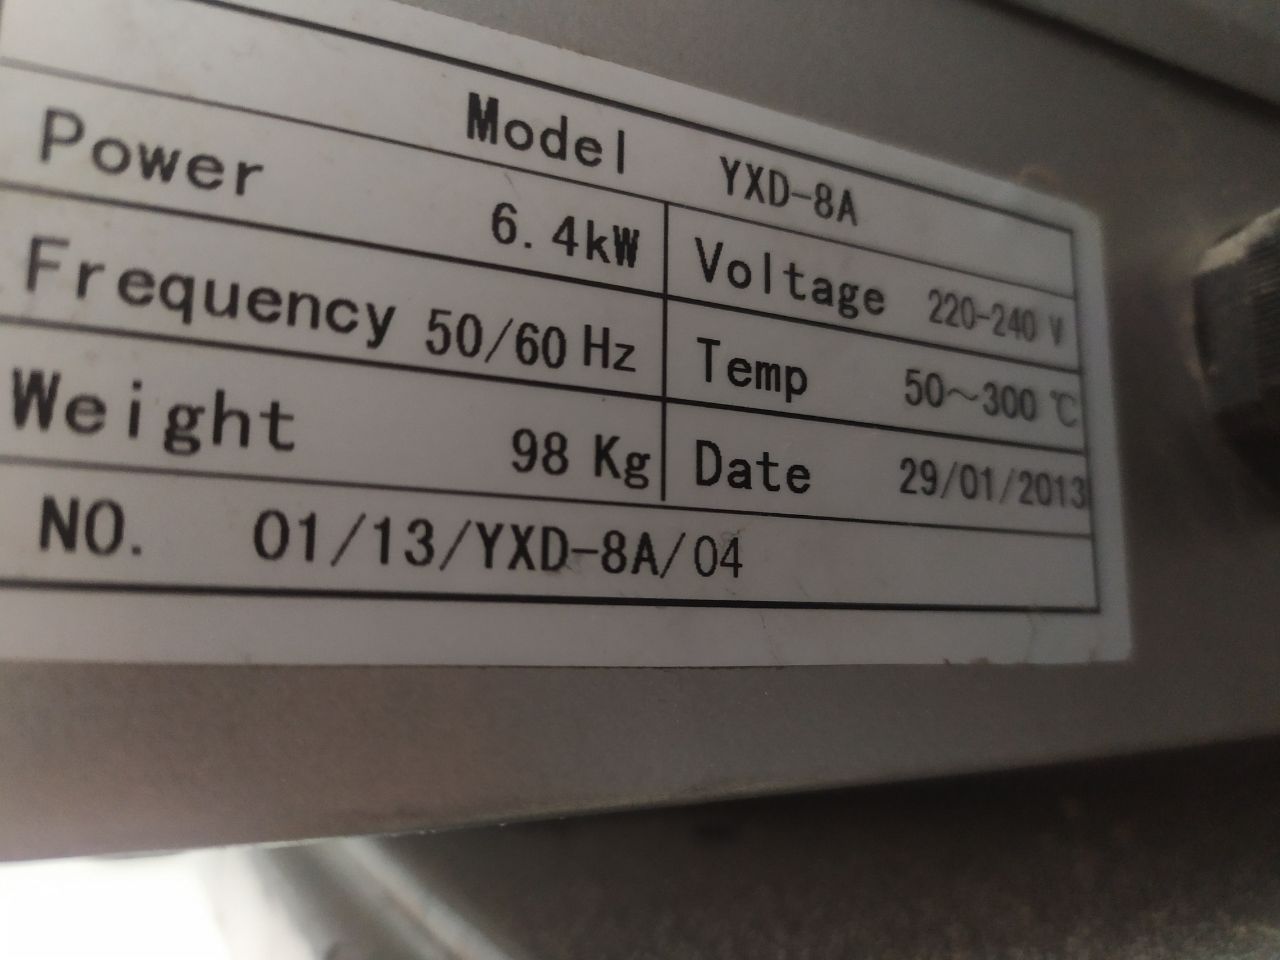 Model YXD-8A
Power 6.4kW Voltage 220-240 V
Frequency 50/60 Hz Temp 50~300 ℃
Weight 98 Kg Date 29/01/2013
NO. 01/13/YXD-8A/04